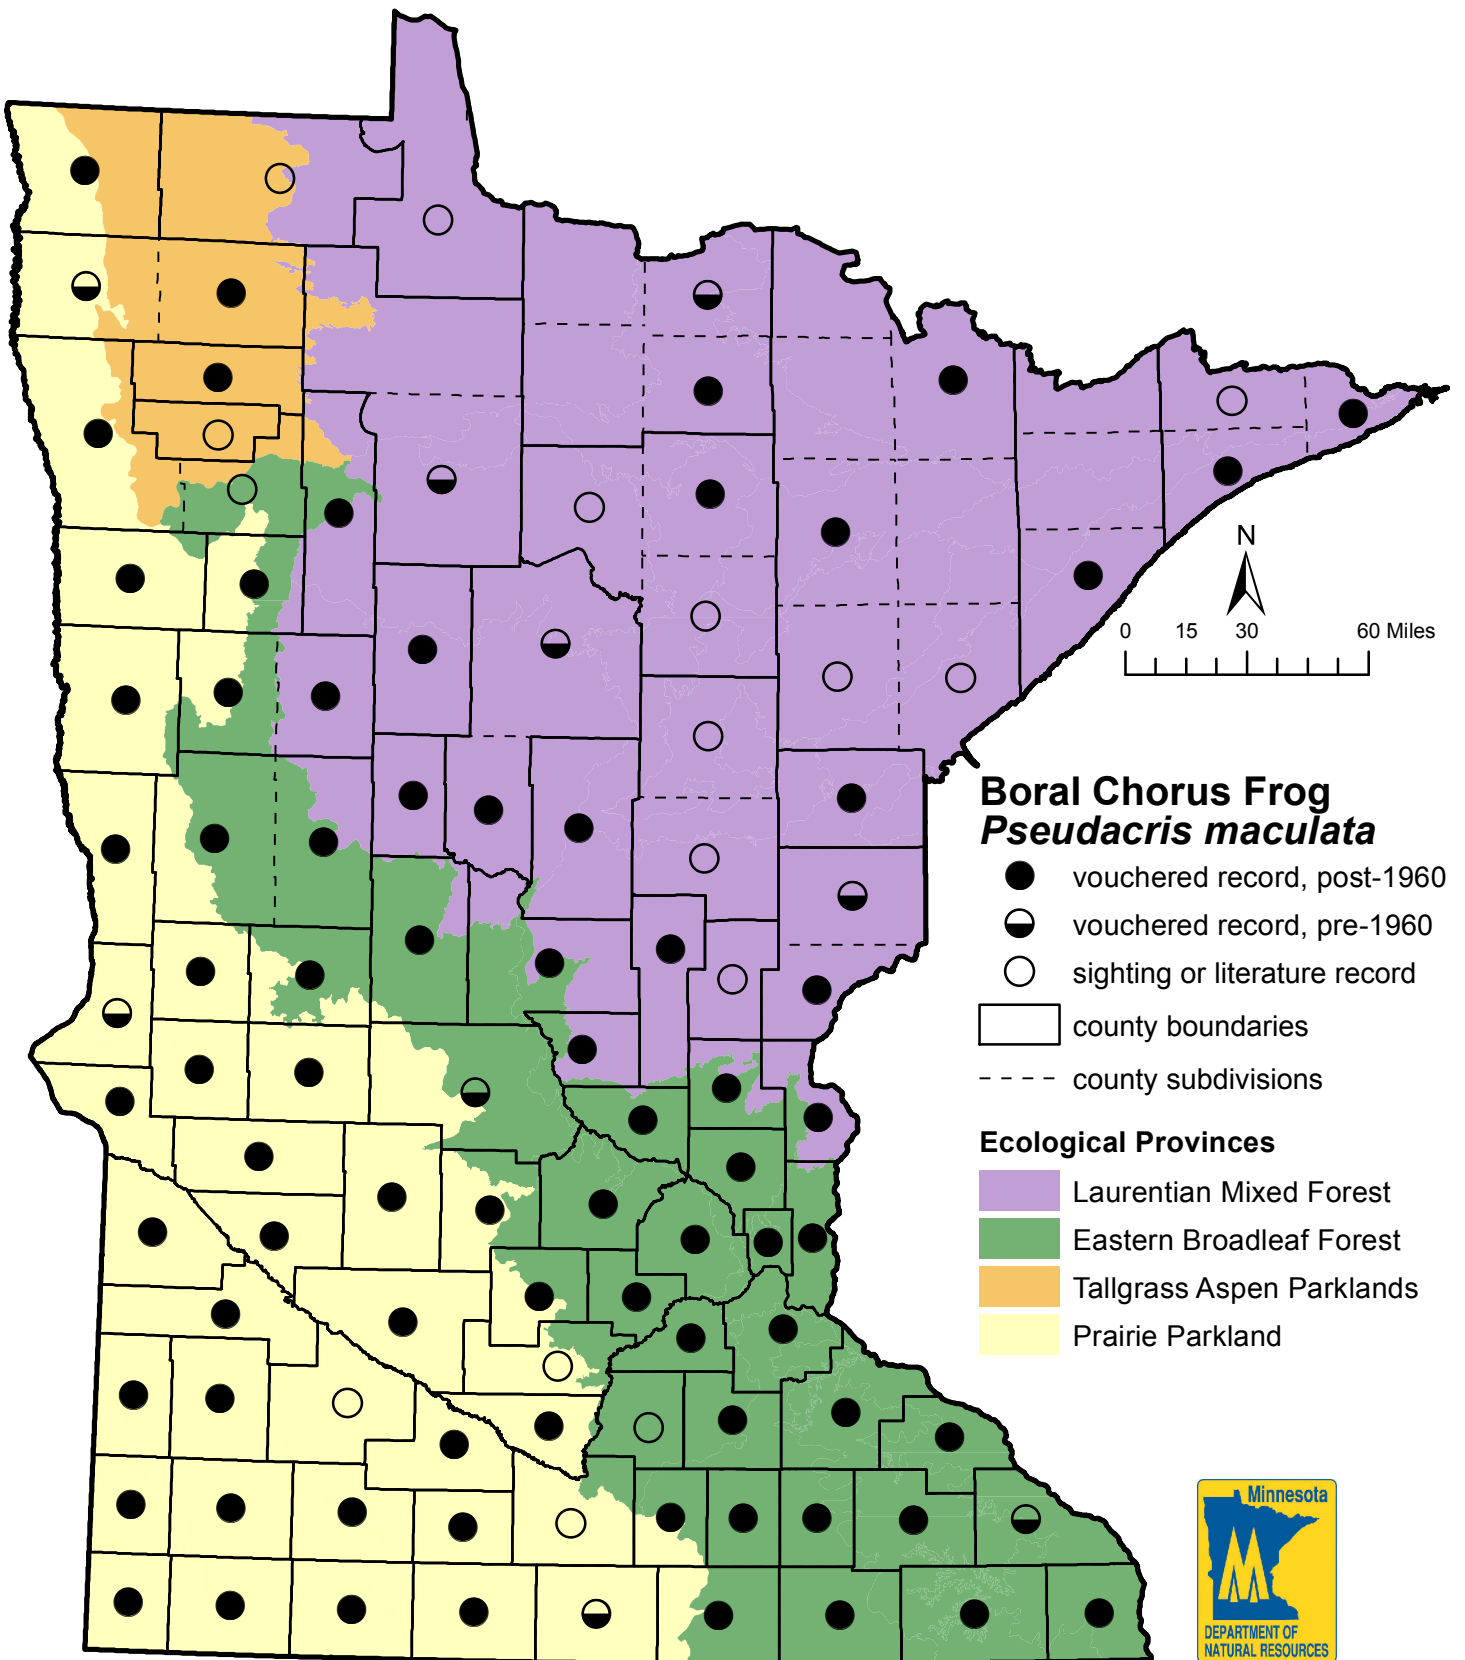 N
0 15 30 60 Miles
Boral Chorus Frog
Pseudacris maculata
vouchered record, post-1960
vouchered record, pre-1960
sighting or literature record
county boundaries
county subdivisions
Ecological Provinces
Laurentian Mixed Forest
Eastern Broadleaf Forest
Tallgrass Aspen Parklands
Prairie Parkland
Minnesota
DEPARTMENT OF
NATURAL RESOURCES